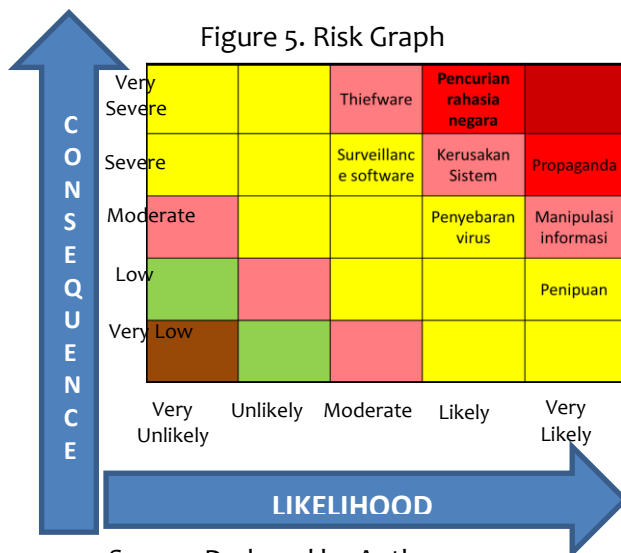 Figure 5. Risk Graph
CONSEQUENCE
Very
Severe
Thiefware
Pencurian
rahasia
negara
Severe
Surveillanc
e software
Kerusakan
Sistem
Propaganda
Moderate
Penyebaran
virus
Manipulasi
informasi
Low
Penipuan
Very Low
Very
Unlikely
Unlikely
Moderate
Likely
Very
Likely
LIKELIHOOD